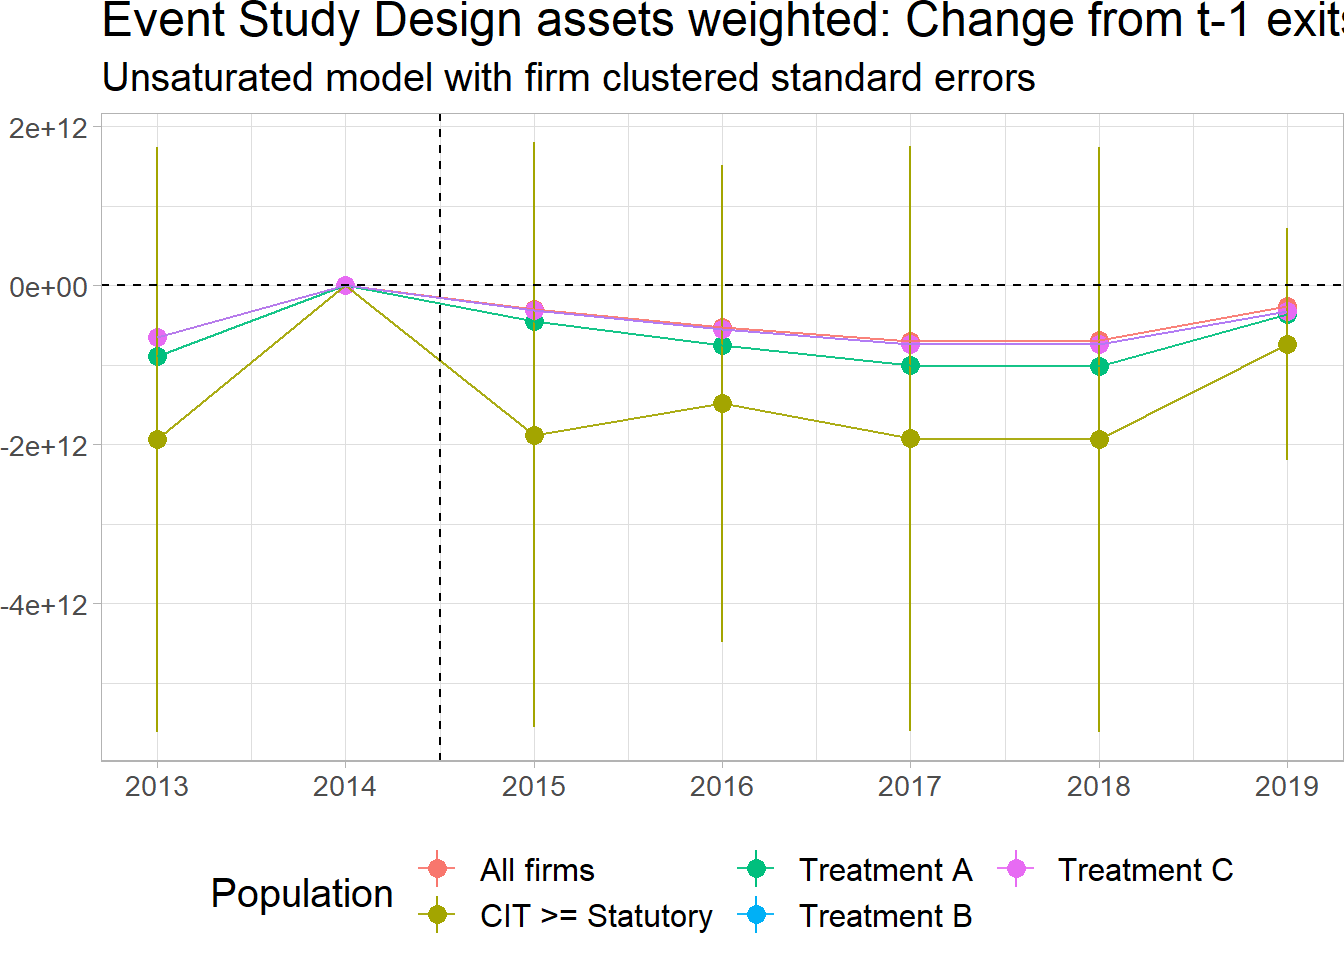 Event Study Design assets weighted: Change from t-1 exits
Unsaturated model with firm clustered standard errors
2e+12
0e+00
-2e+12
-4e+12
2013 2014 2015 2016 2017 2018 2019
Population
All firms
CIT >= Statutory
Treatment A
Treatment B
Treatment C